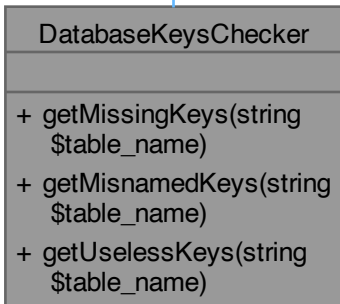 DatabaseKeysChecker
+ getMissingKeys(string
$table_name)
+ getMisnamedKeys(string
$table_name)
+ getUselessKeys(string
$table_name)